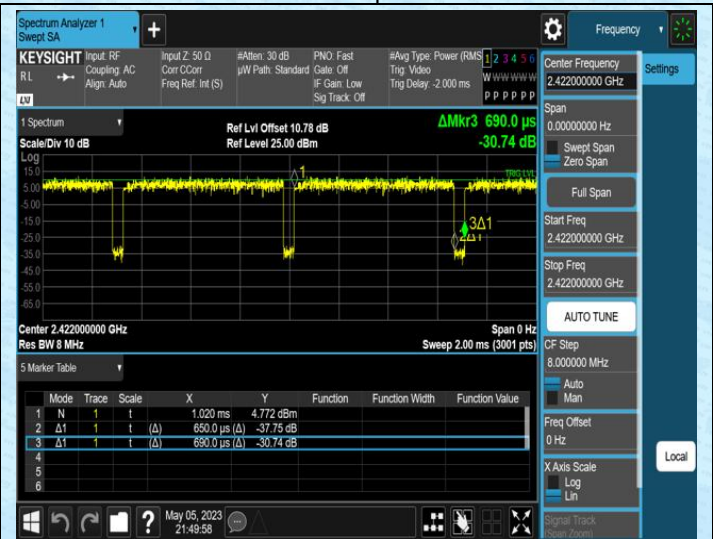 Spectrum Analyzer 1
Swept SA
+
Frequency
KEYSIGHT
RL
LXI
Input: RF
Coupling: AC
Align: Auto
Input Z: 50 Ω
Corr CCorr
Freq Ref: Int (S)
#Atten: 30 dB
µW Path: Standard
PNO: Fast
Gate: Off
IF Gain: Low
Sig Track: Off
#Avg Type: Power (RMS
Trig: Video
Trig Delay: -2.000 ms
1 2 3 4 5 6
W W W W W W
P P P P P P
1 Spectrum
Scale/Div 10 dB
Log
Ref Lvl Offset 10.78 dB
Ref Level 25.00 dBm
ΔMkr3 690.0 µs
-30.74 dB
15.0
5.00
-5.00
-15.0
-25.0
-35.0
-45.0
-55.0
-65.0
1
TRIG LVL
3Δ1
2Δ1
Center 2.422000000 GHz
Res BW 8 MHz
Span 0 Hz
Sweep 2.00 ms (3001 pts)
5 Marker Table
Mode Trace Scale X Y Function Function Width Function Value
1 N 1 t 1.020 ms 4.772 dBm
2 Δ1 1 t (Δ) 650.0 µs (Δ) -37.75 dB
3 Δ1 1 t (Δ) 690.0 µs (Δ) -30.74 dB
4
5
6
?
May 05, 2023
21:49:58
Center Frequency
2.422000000 GHz
Span
0.00000000 Hz
Swept Span
Zero Span
Full Span
Start Freq
2.422000000 GHz
Stop Freq
2.422000000 GHz
AUTO TUNE
CF Step
8.000000 MHz
Auto
Man
Freq Offset
0 Hz
X Axis Scale
Log
Lin
Signal Track
(Span Zoom)
Settings
Local